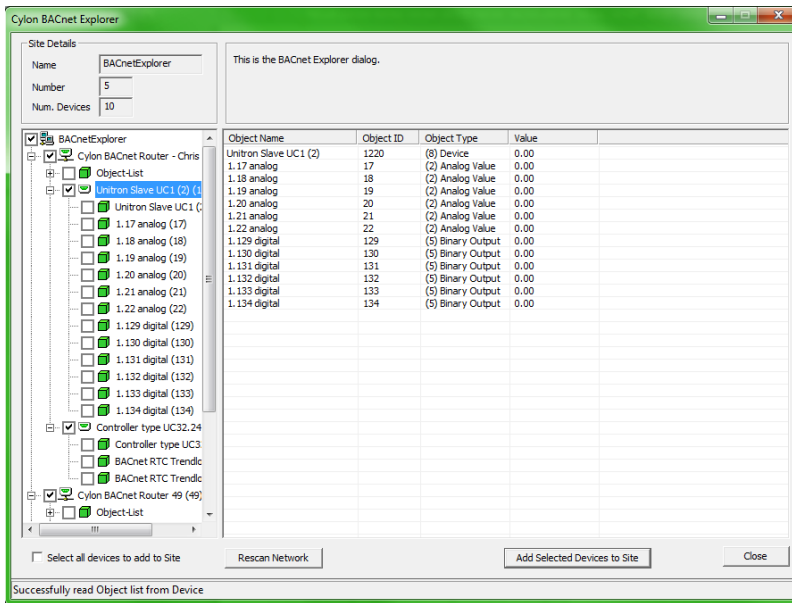 Cylon BACnet Explorer
Site Details
Name BACnetExplorer
Number 5
Num. Devices 10
This is the BACnet Explorer dialog.
BACnetExplorer
Cylon BACnet Router - Chris
Object-List
Unitron Slave UC1 (2) (1
Unitron Slave UC1 (2
1.17 analog (17)
1.18 analog (18)
1.19 analog (19)
1.20 analog (20)
1.21 analog (21)
1.22 analog (22)
1.129 digital (129)
1.130 digital (130)
1.131 digital (131)
1.132 digital (132)
1.133 digital (133)
1.134 digital (134)
Controller type UC32.24
Controller type UC3
BACnet RTC Trendlo
BACnet RTC Trendlo
Cylon BACnet Router 49 (49)
Object-List
Object Name Object ID Object Type Value
Unitron Slave UC1 (2) 1220 (8) Device 0.00
1.17 analog 17 (2) Analog Value 0.00
1.18 analog 18 (2) Analog Value 0.00
1.19 analog 19 (2) Analog Value 0.00
1.20 analog 20 (2) Analog Value 0.00
1.21 analog 21 (2) Analog Value 0.00
1.22 analog 22 (2) Analog Value 0.00
1.129 digital 129 (5) Binary Output 0.00
1.130 digital 130 (5) Binary Output 0.00
1.131 digital 131 (5) Binary Output 0.00
1.132 digital 132 (5) Binary Output 0.00
1.133 digital 133 (5) Binary Output 0.00
1.134 digital 134 (5) Binary Output 0.00
Select all devices to add to Site
Rescan Network
Add Selected Devices to Site
Close
Successfully read Object list from Device